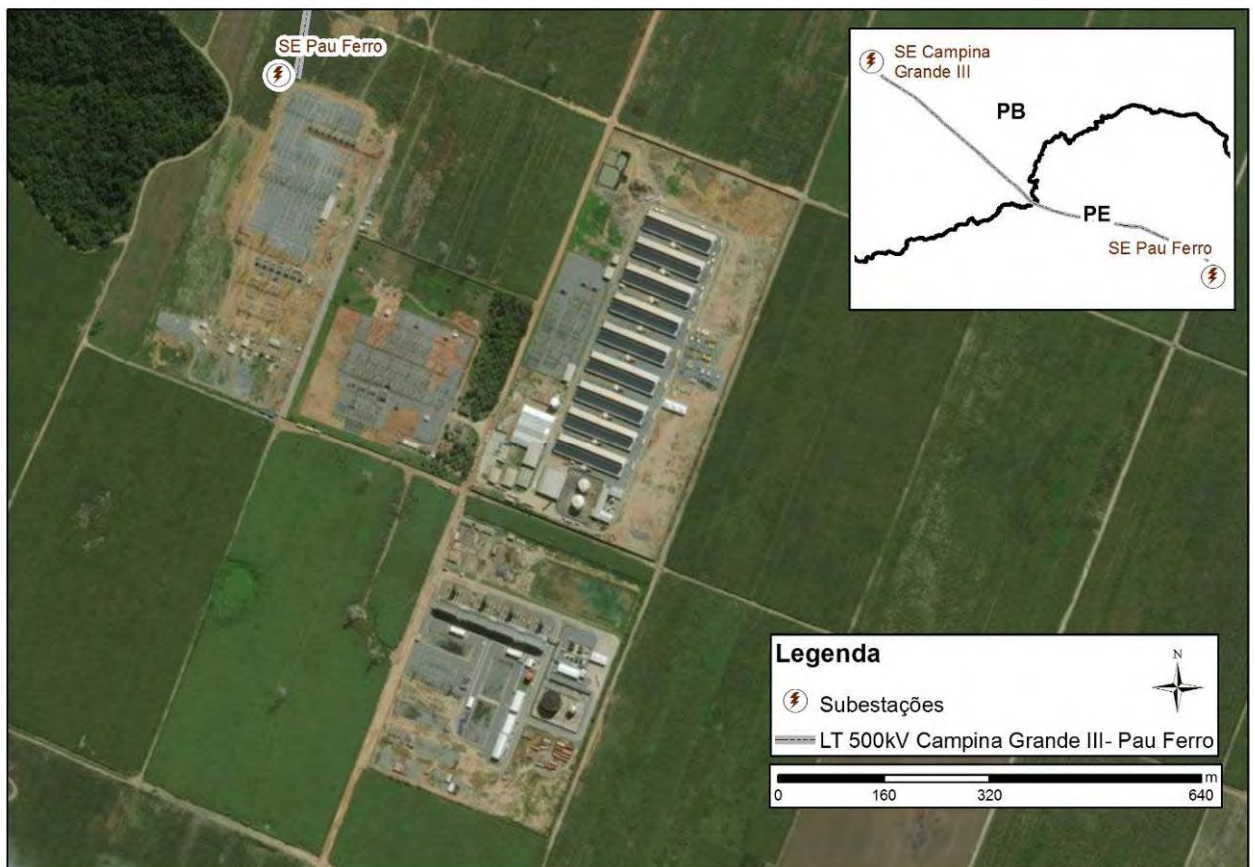 SE Pau Ferro
SE Campina
Grande III
PB
PE
SE Pau Ferro
Legenda
N
Subestações
LT 500kV Campina Grande III- Pau Ferro
m
0 160 320 640